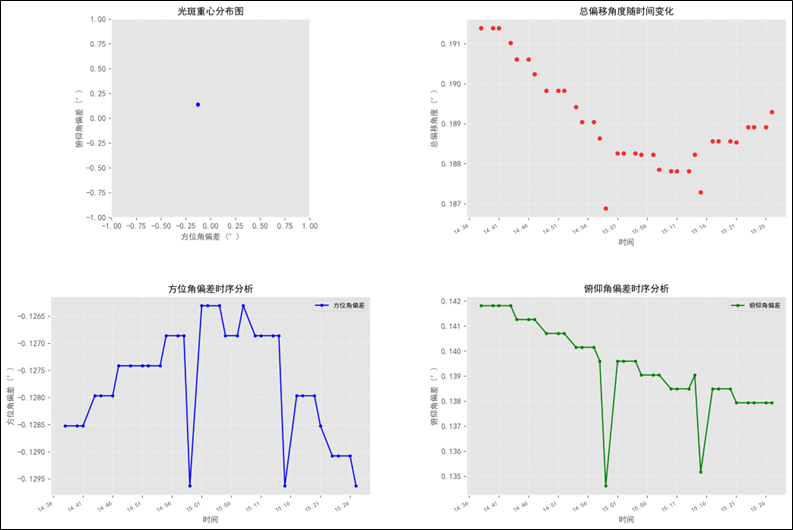 光斑重心分布图
1.00
0.75
0.50
0.25
0.00
-0.25
-0.50
-0.75
-1.00
俯仰角偏差（°）
-1.00 -0.75 -0.50 -0.25 0.00 0.25 0.50 0.75 1.00
方位角偏差（°）
总偏移角度随时间变化
0.191
0.190
0.189
0.188
0.187
总偏移角度（°）
14:36 14:41 14:46 14:51 14:56 15:01 15:06 15:11 15:16 15:21 15:26
时间
方位角偏差时序分析
方位角偏差
-0.1265
-0.1270
-0.1275
-0.1280
-0.1285
-0.1290
-0.1295
方位角偏差（°）
14:36 14:41 14:46 14:51 14:56 15:01 15:06 15:11 15:16 15:21 15:26
时间
俯仰角偏差时序分析
俯仰角偏差
0.142
0.141
0.140
0.139
0.138
0.137
0.136
0.135
俯仰角偏差（°）
14:36 14:41 14:46 14:51 14:56 15:01 15:06 15:11 15:16 15:21 15:26
时间